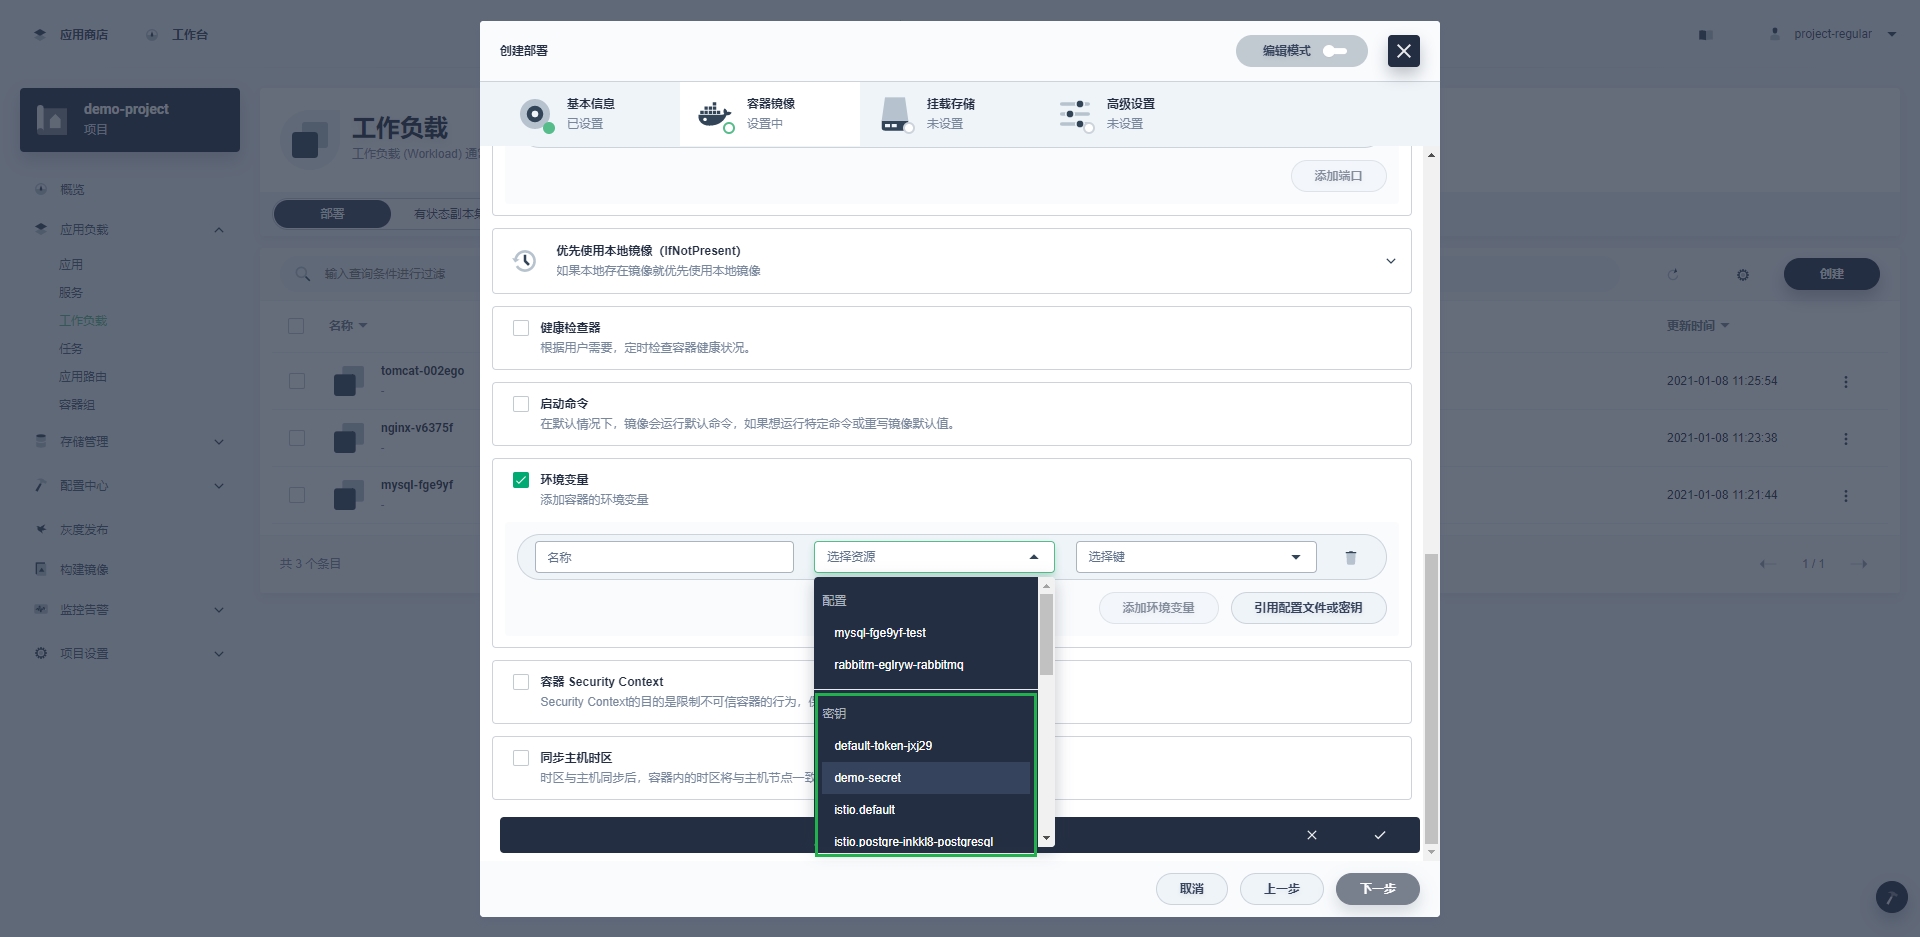 应用商店
工作台
project-regular
创建部署
编辑模式
demo-project
项目
基本信息
已设置
容器镜像
设置中
挂载存储
未设置
高级设置
未设置
工作负载
工作负载 (Workload) 通
概览
应用负载
应用
服务
工作负载
任务
应用路由
容器组
存储管理
配置中心
灰度发布
构建镜像
监控告警
项目设置
部署
有状态副本集
输入查询条件进行过滤
创建
名称
更新时间
tomcat-002ego
-
2021-01-08 11:25:54
nginx-v6375f
-
2021-01-08 11:23:38
mysql-fge9yf
-
2021-01-08 11:21:44
共 3 个条目
1 / 1
添加端口
优先使用本地镜像（IfNotPresent）
如果本地存在镜像就优先使用本地镜像
健康检查器
根据用户需要，定时检查容器健康状况。
启动命令
在默认情况下，镜像会运行默认命令，如果想运行特定命令或重写镜像默认值。
环境变量
添加容器的环境变量
名称
选择资源
选择键
添加环境变量
引用配置文件或密钥
配置
mysql-fge9yf-test
rabbitm-eglryw-rabbitmq
密钥
default-token-jxj29
demo-secret
istio.default
istio.postgre-inkkl8-postgresql
容器 Security Context
Security Context的目的是限制不可信容器的行为，
同步主机时区
时区与主机同步后，容器内的时区将与主机节点一致
取消
上一步
下一步